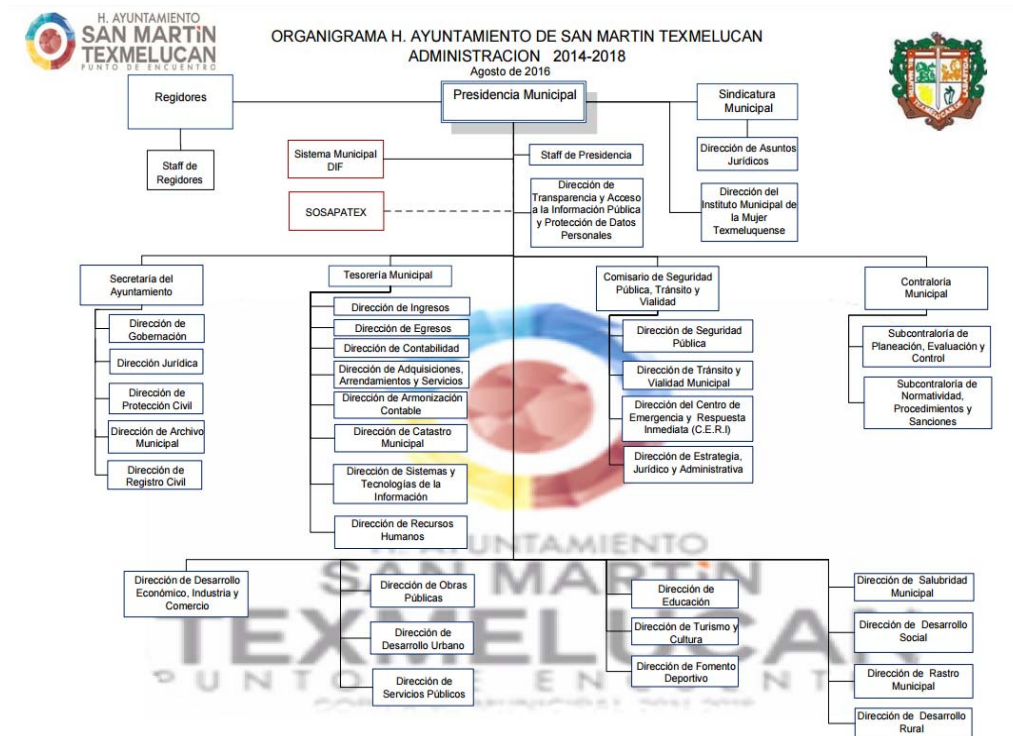 H. AYUNTAMIENTO
SAN MARTÍN
TEXMELUCAN
PUNTO DE ENCUENTRO
ORGANIGRAMA H. AYUNTAMIENTO DE SAN MARTIN TEXMELUCAN
ADMINISTRACION 2014-2018
Agosto de 2016
Regidores
Presidencia Municipal
Sindicatura
Municipal
Staff de
Regidores
Sistema Municipal
DIF
Staff de Presidencia
Dirección de Asuntos
Jurídicos
SOSAPATEX
Dirección de
Transparencia y Acceso
a la Información Pública
y Protección de Datos
Personales
Dirección del
Instituto Municipal de
la Mujer
Texmeluquense
Secretaría del
Ayuntamiento
Dirección de
Gobernación
Dirección Jurídica
Dirección de
Protección Civil
Dirección de Archivo
Municipal
Dirección de
Registro Civil
Tesorería Municipal
Dirección de Ingresos
Dirección de Egresos
Dirección de Contabilidad
Dirección de Adquisiciones,
Arrendamientos y Servicios
Dirección de Armonización
Contable
Dirección de Catastro
Municipal
Dirección de Sistemas y
Tecnologías de la
Información
Dirección de Recursos
Humanos
Comisario de Seguridad
Pública, Tránsito y
Vialidad
Dirección de Seguridad
Pública
Dirección de Tránsito y
Vialidad Municipal
Dirección del Centro de
Emergencia y Respuesta
Inmediata (C.E.R.I)
Dirección de Estrategia,
Jurídico y Administrativa
Contraloría
Municipal
Subcontraloría de
Planeación, Evaluación y
Control
Subcontraloría de
Normatividad,
Procedimientos y
Sanciones
Dirección de Desarrollo
Económico, Industria y
Comercio
Dirección de Obras
Públicas
Dirección de
Desarrollo Urbano
Dirección de
Servicios Públicos
Dirección de
Educación
Dirección de Turismo y
Cultura
Dirección de Fomento
Deportivo
Dirección de Salubridad
Municipal
Dirección de Desarrollo
Social
Dirección de Rastro
Municipal
Dirección de Desarrollo
Rural
H. AYUNTAMIENTO
SAN MARTÍN
TEXMELUCAN
PUNTO DE ENCUENTRO